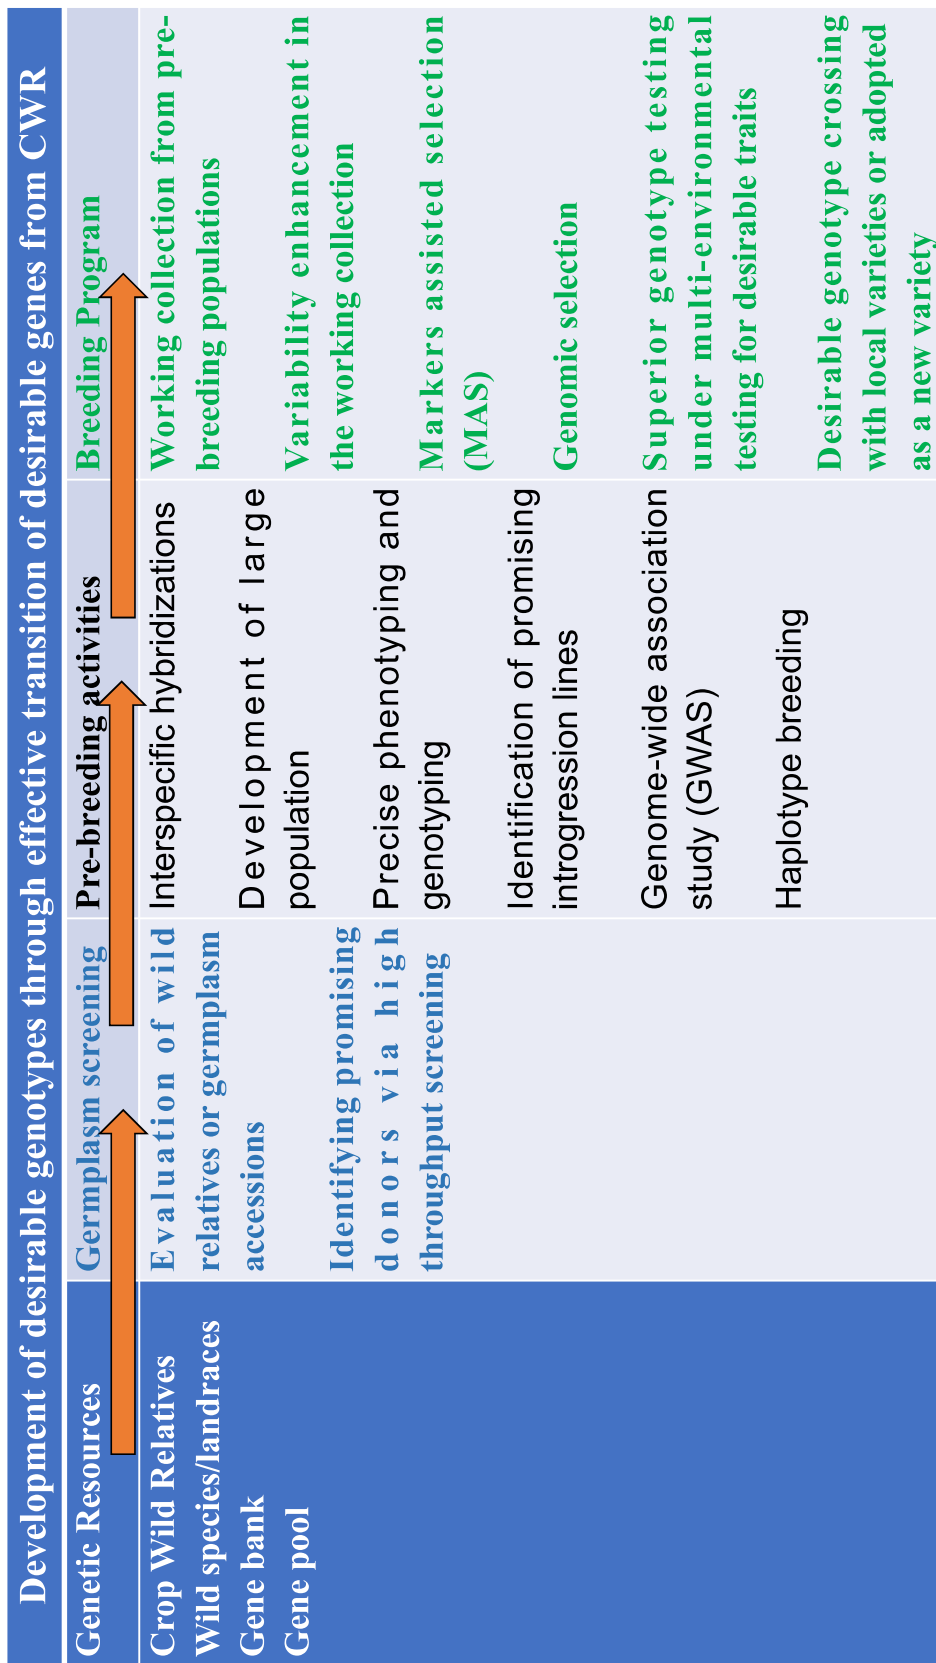 Development of desirable genotypes through effective transition of desirable genes from CWR
Genetic Resources
Germplasm screening
Pre-breeding activities
Breeding Program
Crop Wild Relatives
Wild species/landraces
Gene bank
Gene pool
Evaluation of wild
relatives or germplasm
accessions
Identifying promising
donors via high
throughput screening
Interspecific hybridizations
Development of large
population
Precise phenotyping and
genotyping
Identification of promising
introgression lines
Genome-wide association
study (GWAS)
Haplotype breeding
Working collection from pre-
breeding populations
Variability enhancement in
the working collection
Markers assisted selection
(MAS)
Genomic selection
Superior genotype testing
under multi-environmental
testing for desirable traits
Desirable genotype crossing
with local varieties or adopted
as a new variety